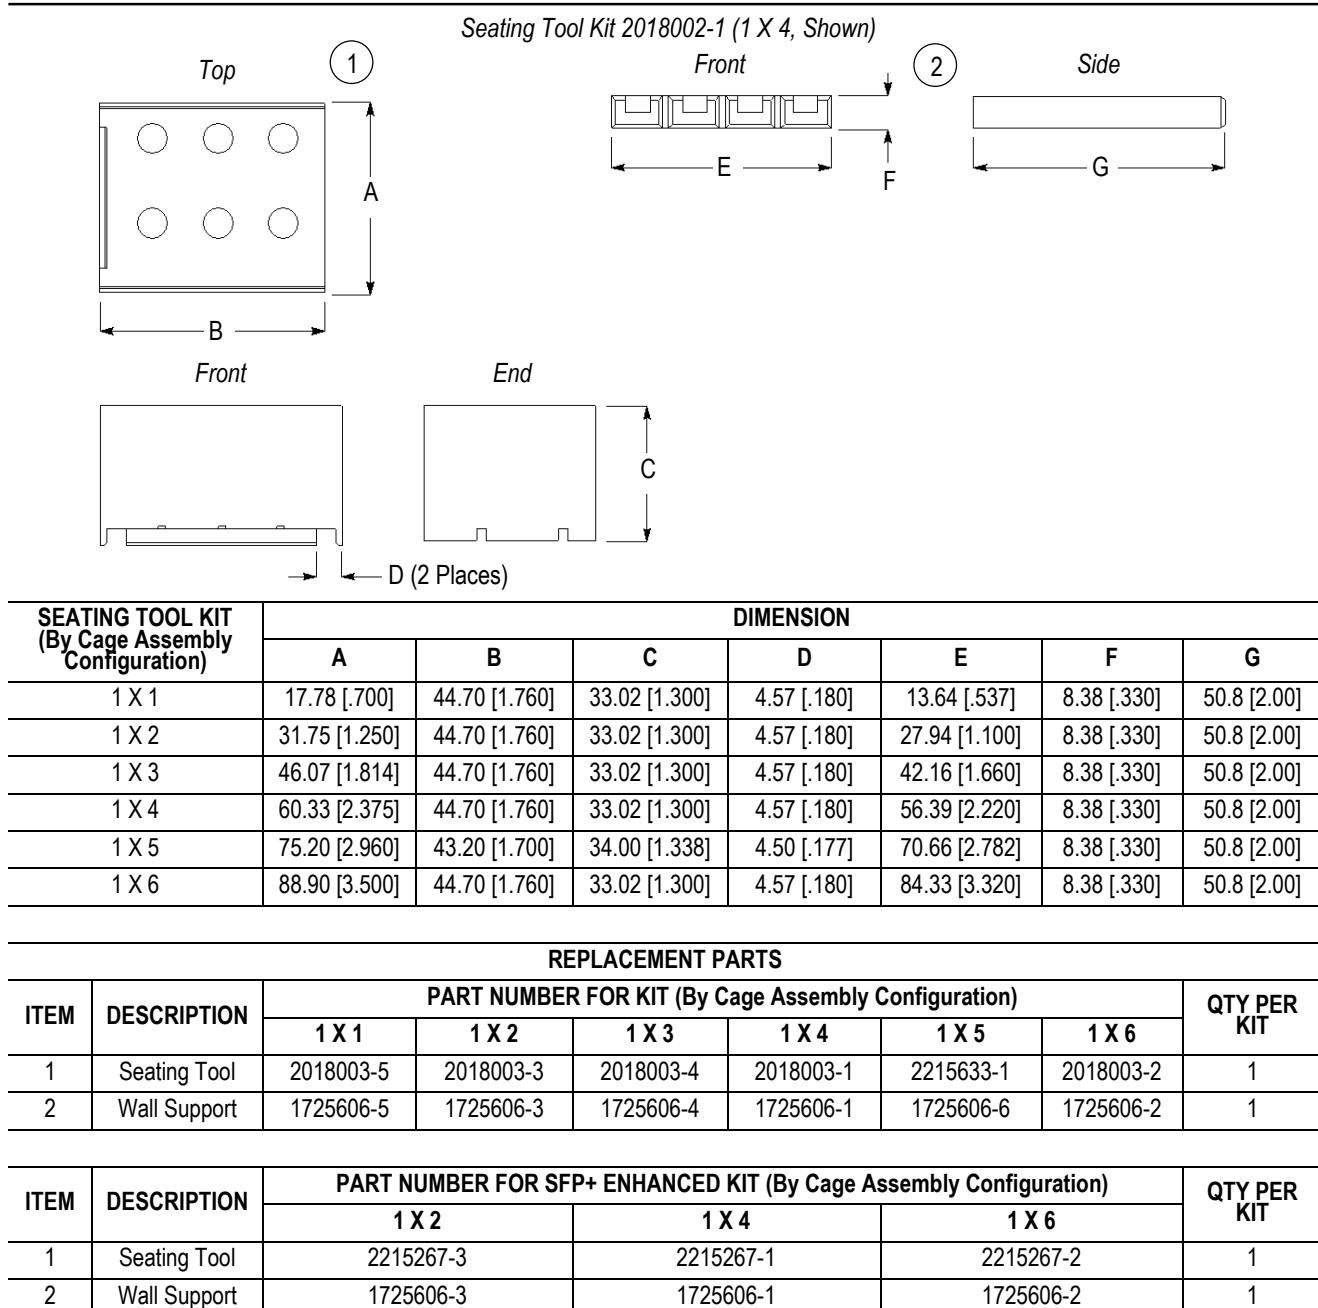 Seating Tool Kit 2018002-1 (1 X 4, Shown)
Top 1 Front 2 Side
A
B
E
F
G
Front End
C
D (2 Places)
SEATING TOOL KIT (By Cage Assembly Configuration) DIMENSION
A B C D E F G
1 X 1 17.78 [.700] 44.70 [1.760] 33.02 [1.300] 4.57 [.180] 13.64 [.537] 8.38 [.330] 50.8 [2.00]
1 X 2 31.75 [1.250] 44.70 [1.760] 33.02 [1.300] 4.57 [.180] 27.94 [1.100] 8.38 [.330] 50.8 [2.00]
1 X 3 46.07 [1.814] 44.70 [1.760] 33.02 [1.300] 4.57 [.180] 42.16 [1.660] 8.38 [.330] 50.8 [2.00]
1 X 4 60.33 [2.375] 44.70 [1.760] 33.02 [1.300] 4.57 [.180] 56.39 [2.220] 8.38 [.330] 50.8 [2.00]
1 X 5 75.20 [2.960] 43.20 [1.700] 34.00 [1.338] 4.50 [.177] 70.66 [2.782] 8.38 [.330] 50.8 [2.00]
1 X 6 88.90 [3.500] 44.70 [1.760] 33.02 [1.300] 4.57 [.180] 84.33 [3.320] 8.38 [.330] 50.8 [2.00]
REPLACEMENT PARTS
ITEM DESCRIPTION PART NUMBER FOR KIT (By Cage Assembly Configuration) QTY PER KIT
1 X 1 1 X 2 1 X 3 1 X 4 1 X 5 1 X 6
1 Seating Tool 2018003-5 2018003-3 2018003-4 2018003-1 2215633-1 2018003-2 1
2 Wall Support 1725606-5 1725606-3 1725606-4 1725606-1 1725606-6 1725606-2 1
ITEM DESCRIPTION PART NUMBER FOR SFP+ ENHANCED KIT (By Cage Assembly Configuration) QTY PER KIT
1 X 2 1 X 4 1 X 6
1 Seating Tool 2215267-3 2215267-1 2215267-2 1
2 Wall Support 1725606-3 1725606-1 1725606-2 1